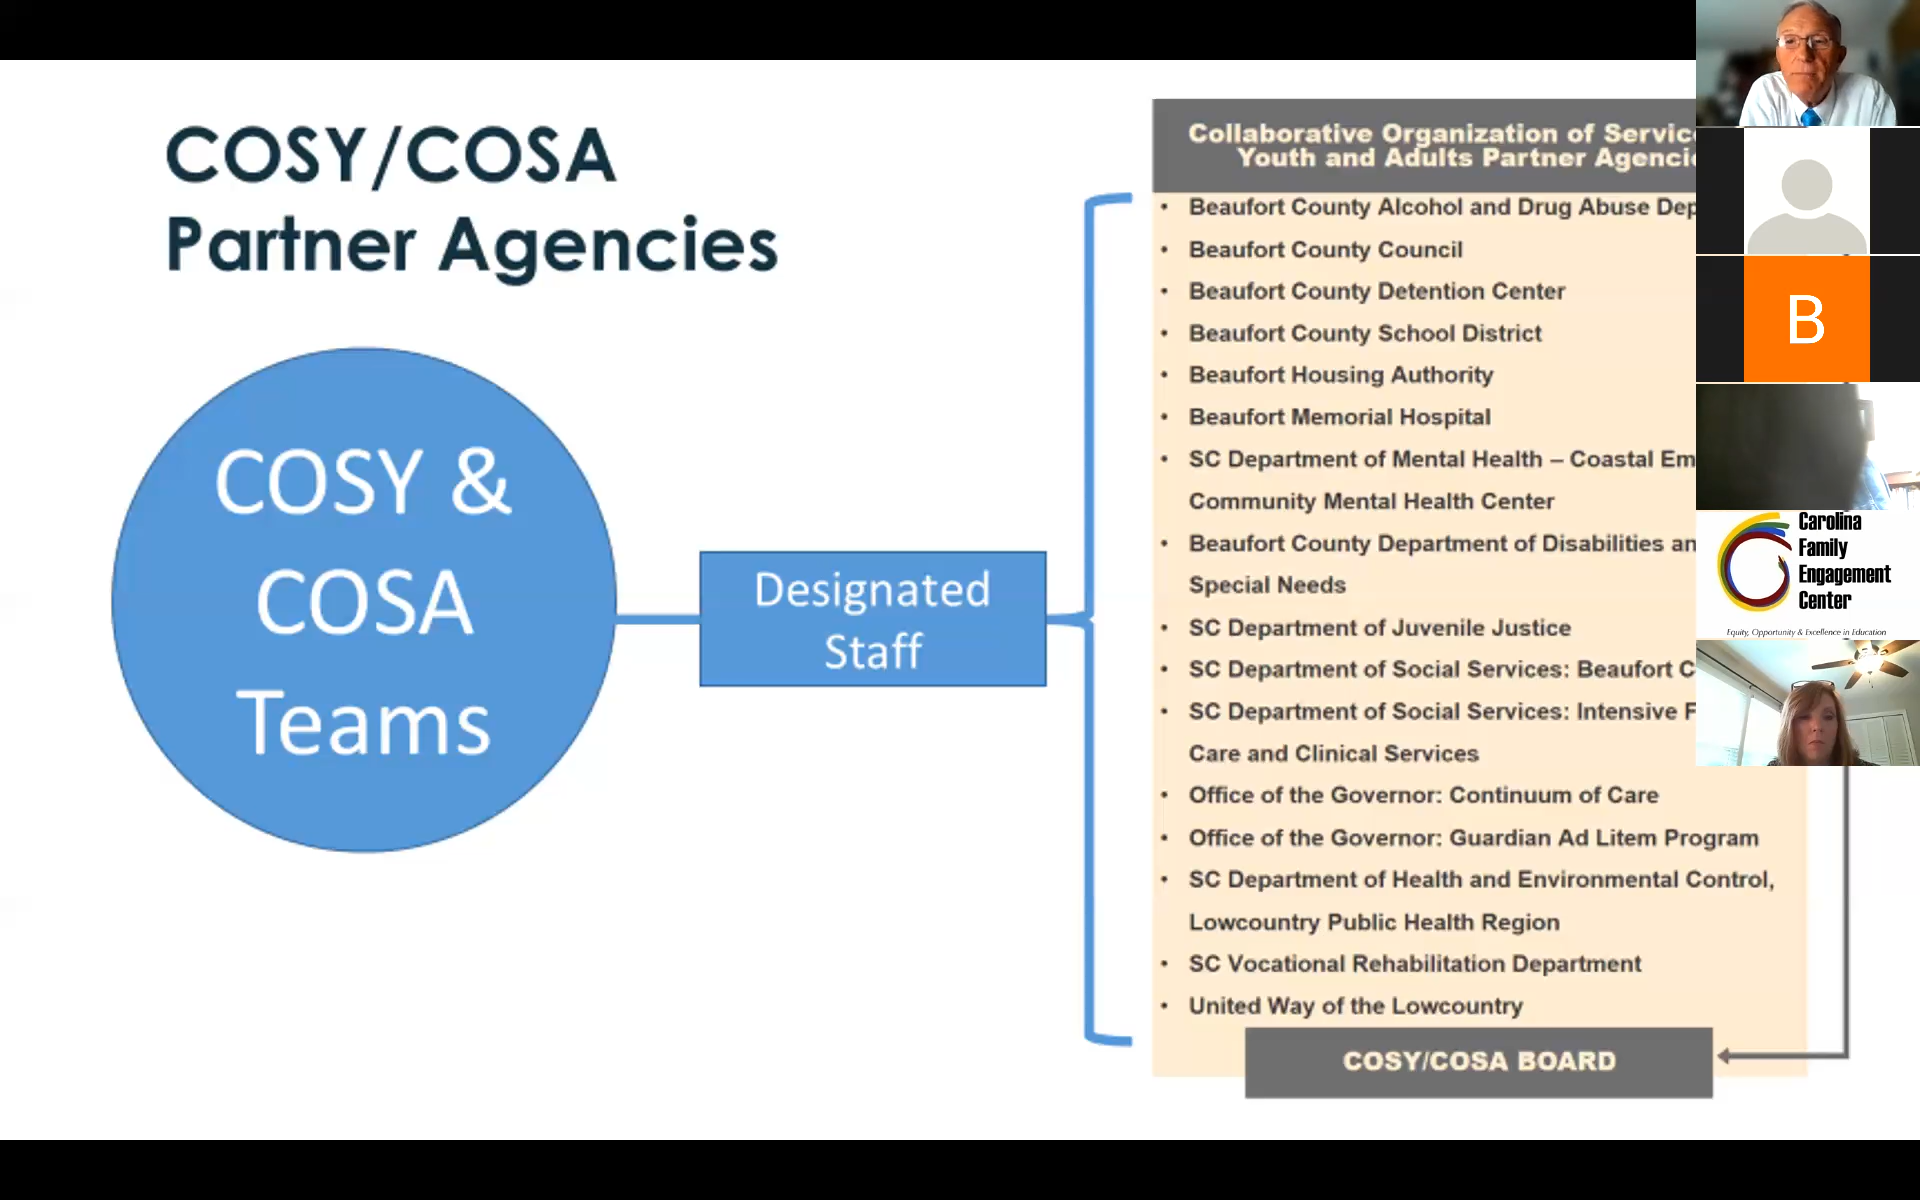 COSY/COSA
Partner Agencies
COSY &
COSA
Teams
Designated
Staff
Collaborative Organization of
Youth and Adults Partner
• Beaufort County Alcohol and Drug Abuse
• Beaufort County Council
• Beaufort County Detention Center
• Beaufort County School District
• Beaufort Housing Authority
• Beaufort Memorial Hospital
• SC Department of Mental Health – Coastal
Community Mental Health Center
• Beaufort County Department of Disabilities
Special Needs
• SC Department of Juvenile Justice
• SC Department of Social Services: Beaufort
• SC Department of Social Services: Intensive
Care and Clinical Services
• Office of the Governor: Continuum of Care
• Office of the Governor: Guardian Ad Litem Program
• SC Department of Health and Environmental Control,
Lowcountry Public Health Region
• SC Vocational Rehabilitation Department
• United Way of the Lowcountry
COSY/COSA BOARD
B
Carolina
Family
Engagement
Center
Equity, Opportunity & Excellence in Education